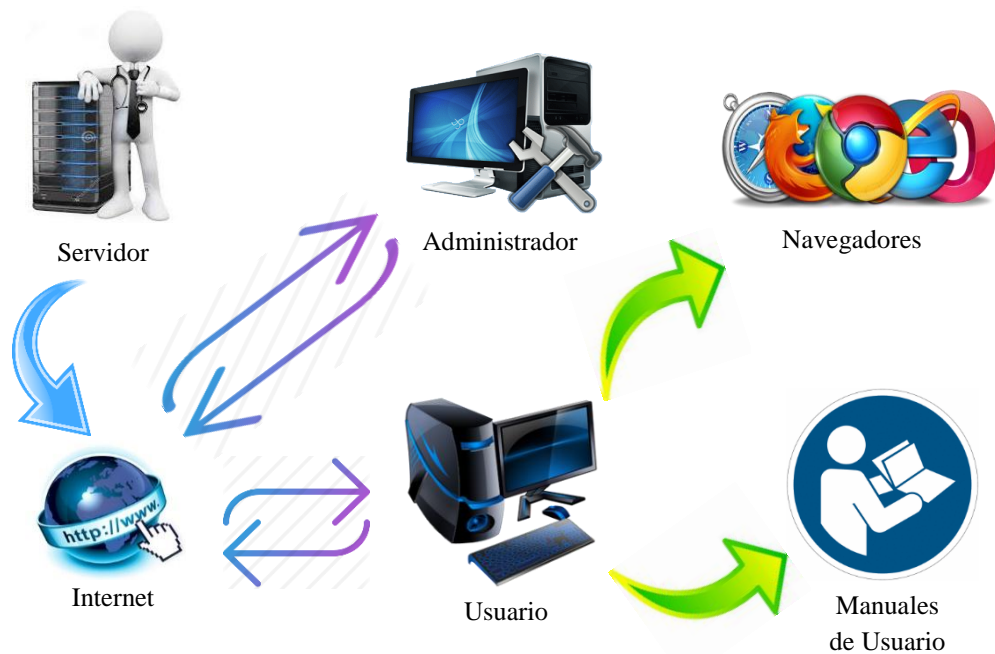 Servidor
Administrador
Navegadores
http://www.
Internet
Usuario
Manuales
de Usuario